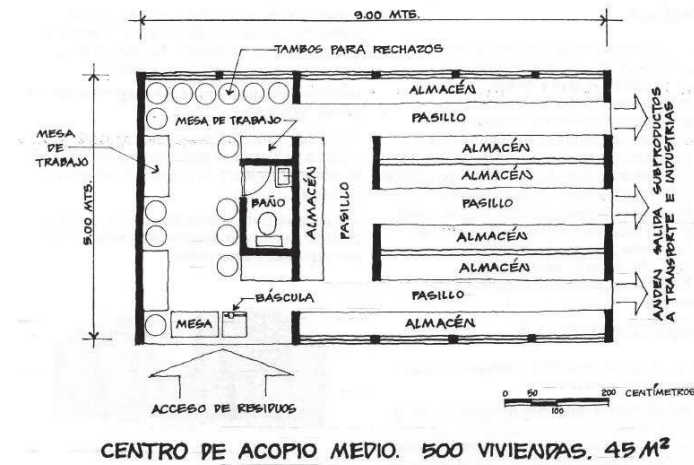 9.00 MTS.
TAMBOS PARA RECHAZOS
ALMACÉN
MESA DE TRABAJO
PASILLO
MESA
DE
TRABAJO
ALMACÉN
ALMACÉN
BAÑO
ALMACÉN
PASILLO
PASILLO
5.00 MTS.
ALMACÉN
ALMACÉN
BÁSCULA
PASILLO
MESA
ALMACÉN
ANDEN SALIDA SUBPRODUCTOS
A TRANSPORTE E INDUSTRIAS
ACCESO DE RESIDUOS
0 50 200 CENTÍMETROS
100
CENTRO DE ACOPIO MEDIO. 500 VIVIENDAS. 45 M²